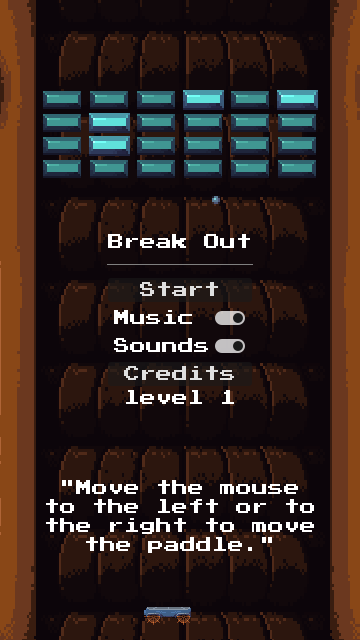 Break Out
Start
Music
Sounds
Credits
level 1
"Move the mouse
to the left or to
the right to move
the paddle."